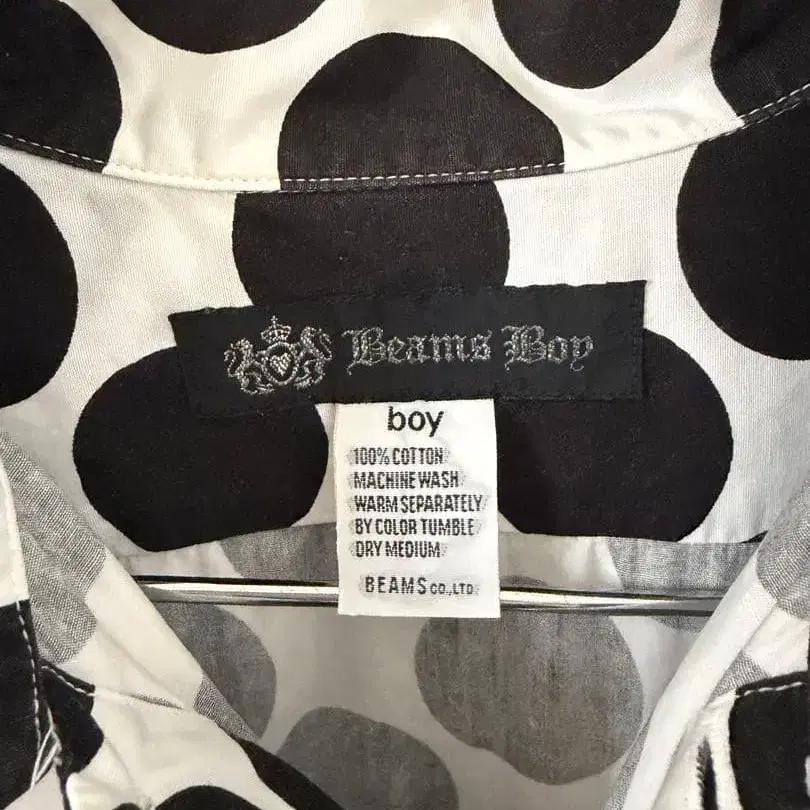 Beams Boy
boy
100% COTTON
MACHINE WASH
WARM SEPARATELY
BY COLOR TUMBLE
DRY MEDIUM
BEAMS CO.,LTD.